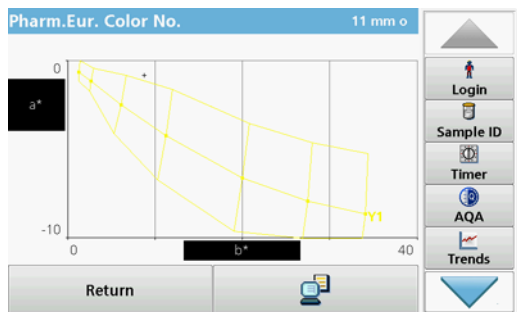 Pharm.Eur. Color No.
11 mm o
0
a*
-10
0
b*
40
Y1
Return
Login
Sample ID
Timer
AQA
Trends